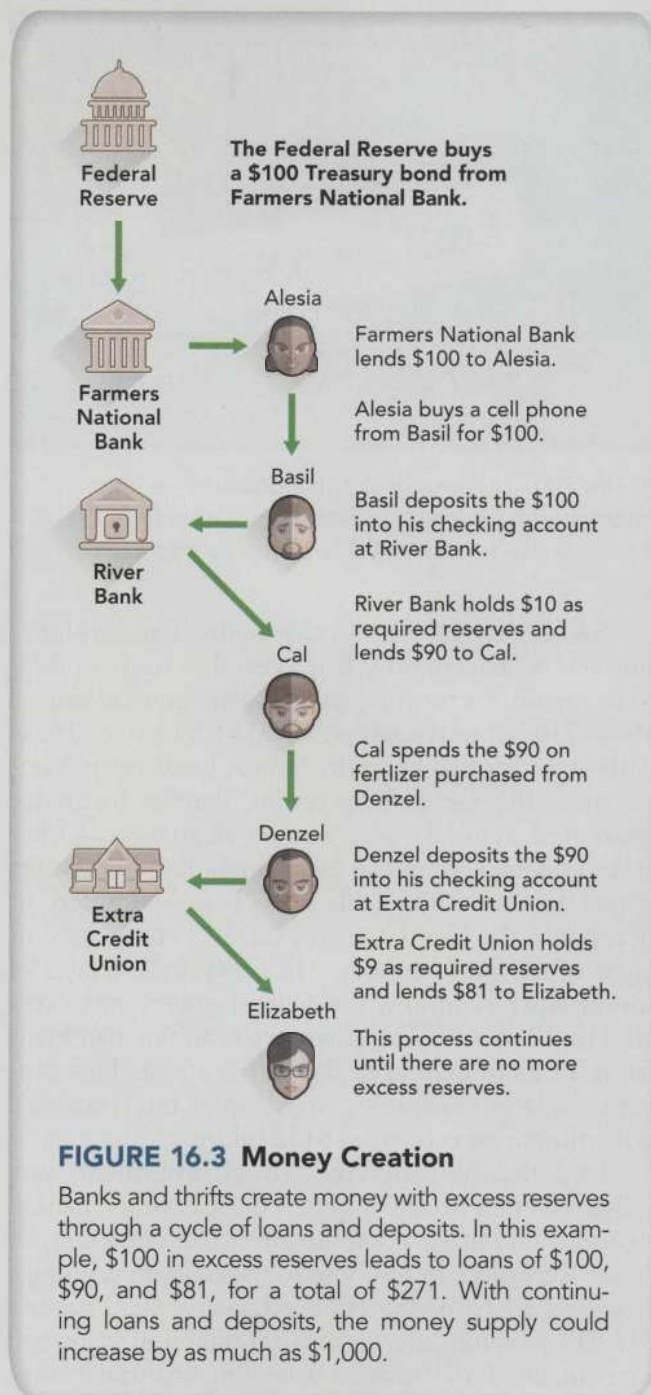 Federal
Reserve
The Federal Reserve buys
a $100 Treasury bond from
Farmers National Bank.
Alesia
Farmers
National
Bank
Farmers National Bank
lends $100 to Alesia.
Alesia buys a cell phone
from Basil for $100.
Basil
River
Bank
Basil deposits the $100
into his checking account
at River Bank.
River Bank holds $10 as
required reserves and
lends $90 to Cal.
Cal
Cal spends the $90 on
fertlizer purchased from
Denzel.
Denzel
Extra
Credit
Union
Denzel deposits the $90
into his checking account
at Extra Credit Union.
Extra Credit Union holds
$9 as required reserves
and lends $81 to Elizabeth.
Elizabeth
This process continues
until there are no more
excess reserves.
FIGURE 16.3 Money Creation
Banks and thrifts create money with excess reserves
through a cycle of loans and deposits. In this exam-
ple, $100 in excess reserves leads to loans of $100,
$90, and $81, for a total of $271. With continu-
ing loans and deposits, the money supply could
increase by as much as $1,000.